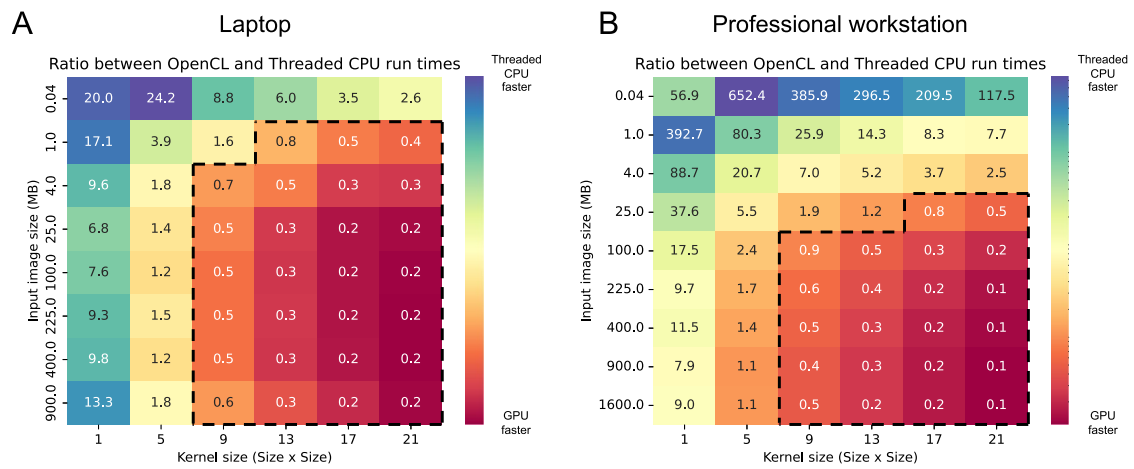 A
Laptop
Ratio between OpenCL and Threaded CPU run times
Threaded
CPU
faster
0.04 20.0 24.2 8.8 6.0 3.5 2.6
1.0 17.1 3.9 1.6 0.8 0.5 0.4
4.0 9.6 1.8 0.7 0.5 0.3 0.3
25.0 6.8 1.4 0.5 0.3 0.2 0.2
100.0 7.6 1.2 0.5 0.3 0.2 0.2
225.0 9.3 1.5 0.5 0.3 0.2 0.2
400.0 9.8 1.2 0.5 0.3 0.2 0.2
900.0 13.3 1.8 0.6 0.3 0.2 0.2
Input image size (MB)
1 5 9 13 17 21
Kernel size (Size x Size)
GPU
faster
B
Professional workstation
Ratio between OpenCL and Threaded CPU run times
Threaded
CPU
faster
0.04 56.9 652.4 385.9 296.5 209.5 117.5
1.0 392.7 80.3 25.9 14.3 8.3 7.7
4.0 88.7 20.7 7.0 5.2 3.7 2.5
25.0 37.6 5.5 1.9 1.2 0.8 0.5
100.0 17.5 2.4 0.9 0.5 0.3 0.2
225.0 9.7 1.7 0.6 0.4 0.2 0.1
400.0 11.5 1.4 0.5 0.3 0.2 0.1
900.0 7.9 1.1 0.4 0.3 0.2 0.1
1600.0 9.0 1.1 0.5 0.2 0.2 0.1
Input image size (MB)
1 5 9 13 17 21
Kernel size (Size x Size)
GPU
faster